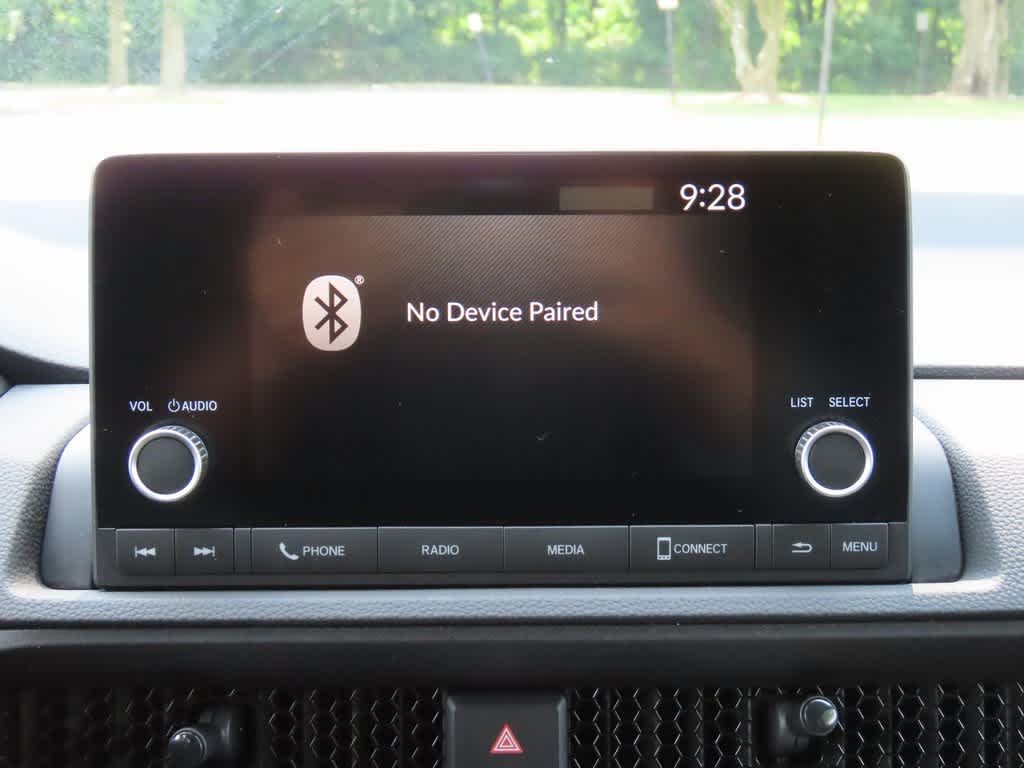 9:28
®
No Device Paired
VOL AUDIO
LIST SELECT
PHONE RADIO MEDIA CONNECT MENU